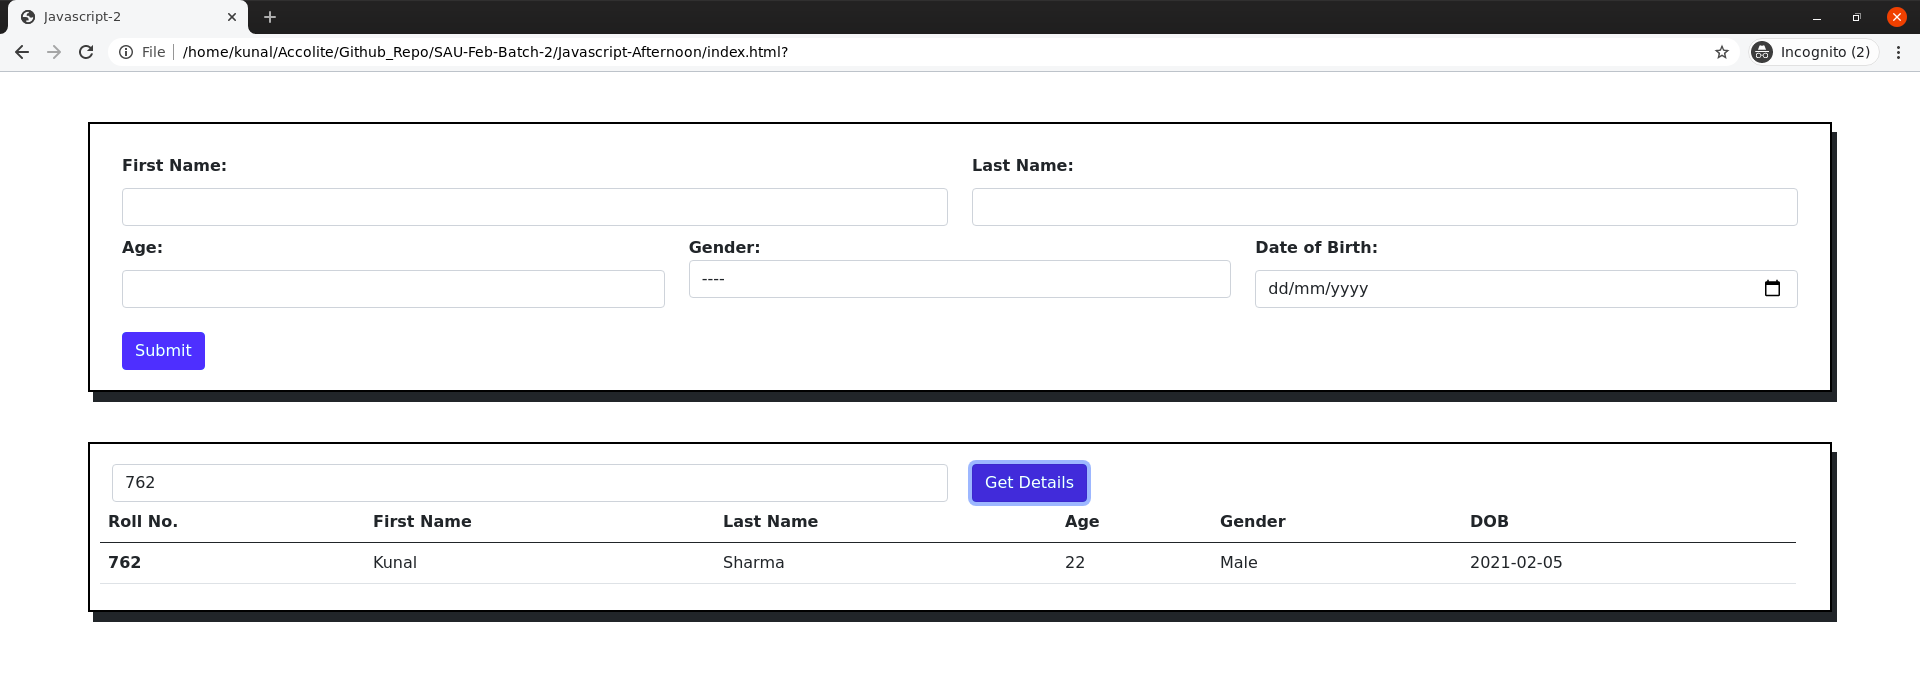 Javascript-2
File /home/kunal/Accolite/Github_Repo/SAU-Feb-Batch-2/Javascript-Afternoon/index.html? Incognito (2)
First Name: Last Name:
Age: Gender: Date of Birth:
---- dd/mm/yyyy
Submit
762 Get Details
Roll No. First Name Last Name Age Gender DOB
762 Kunal Sharma 22 Male 2021-02-05